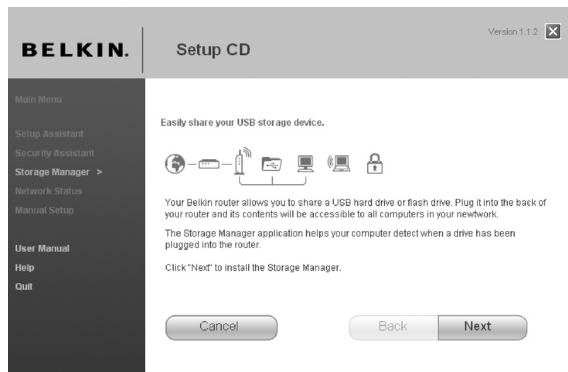 Version 1.1.2
BELKIN.
Setup CD
Main Menu
Setup Assistant
Security Assistant
Storage Manager >
Network Status
Manual Setup
User Manual
Help
Quit
Easily share your USB storage device.
Your Belkin router allows you to share a USB hard drive or flash drive. Plug it into the back of
your router and its contents will be accessible to all computers in your newtwork.
The Storage Manager application helps your computer detect when a drive has been
plugged into the router.
Click "Next" to install the Storage Manager.
Cancel
Back
Next